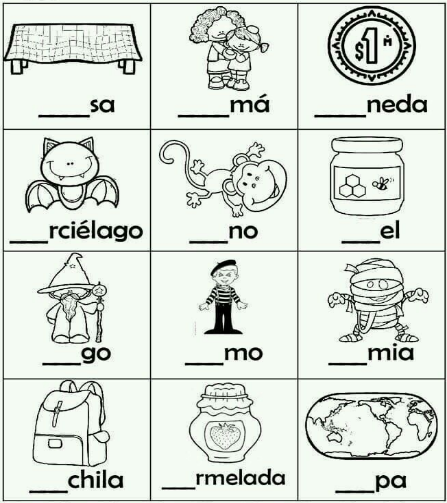 ____sa
____má
$1 M
____neda
___rciélago
___no
___el
___go
___mo
___mia
___chila
___rmelada
___pa